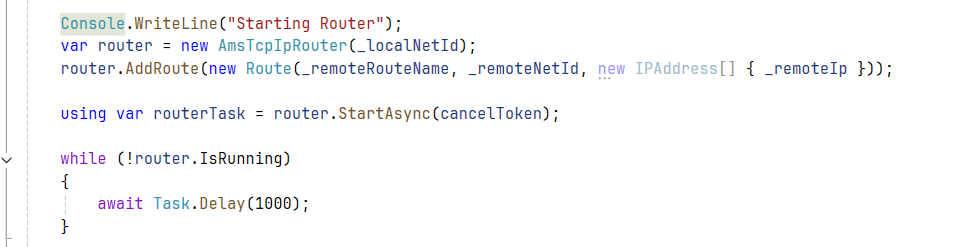 Console.WriteLine("Starting Router");
var router = new AmsTcpIpRouter(_localNetId);
router.AddRoute(new Route(_remoteRouteName, _remoteNetId, new IPAddress[] { _remoteIp }));
using var routerTask = router.StartAsync(cancelToken);
while (!router.IsRunning)
{
await Task.Delay(1000);
}